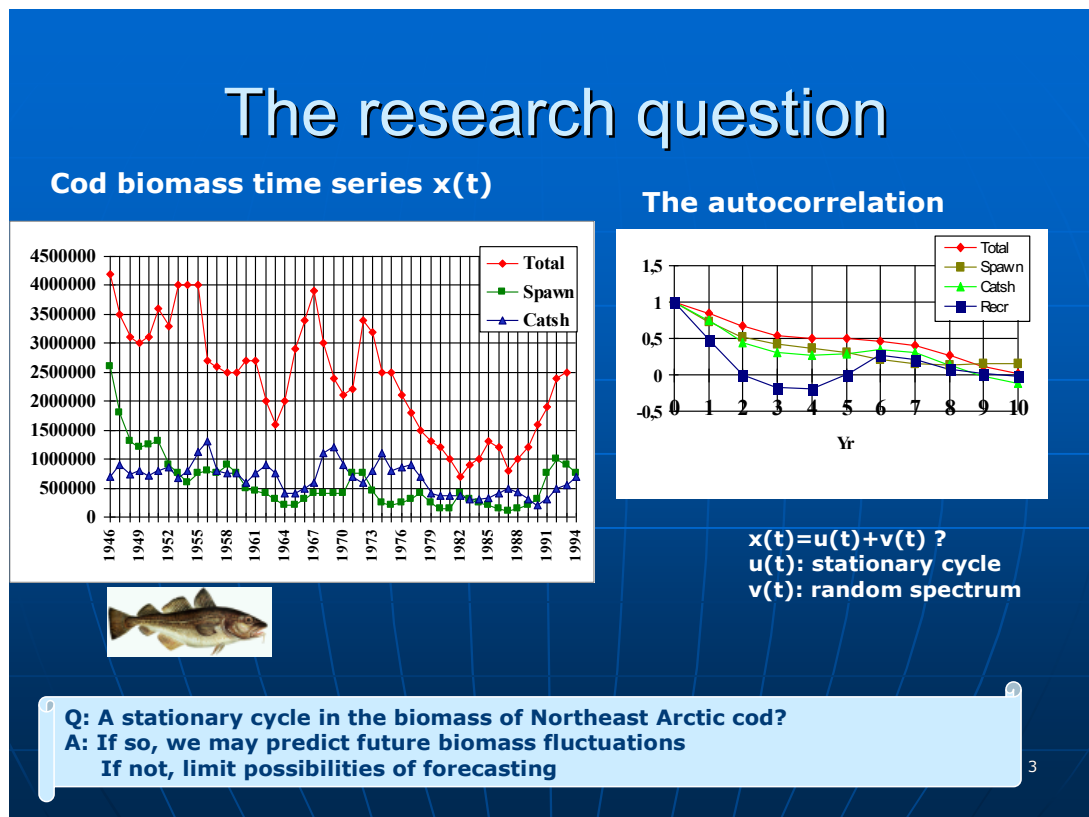 The research question
Cod biomass time series x(t)
The autocorrelation
4500000
4000000
3500000
3000000
2500000
2000000
1500000
1000000
500000
0
1946
1949
1952
1955
1958
1961
1964
1967
1970
1973
1976
1979
1982
1985
1988
1991
1994
Total
Spawn
Catsh
1,5
1
0,5
0
-0,5
0 1 2 3 4 5 6 7 8 9 10
Yr
Total
Spawn
Catsh
Recr
x(t)=u(t)+v(t) ?
u(t): stationary cycle
v(t): random spectrum
Q: A stationary cycle in the biomass of Northeast Arctic cod?
A: If so, we may predict future biomass fluctuations
If not, limit possibilities of forecasting
3